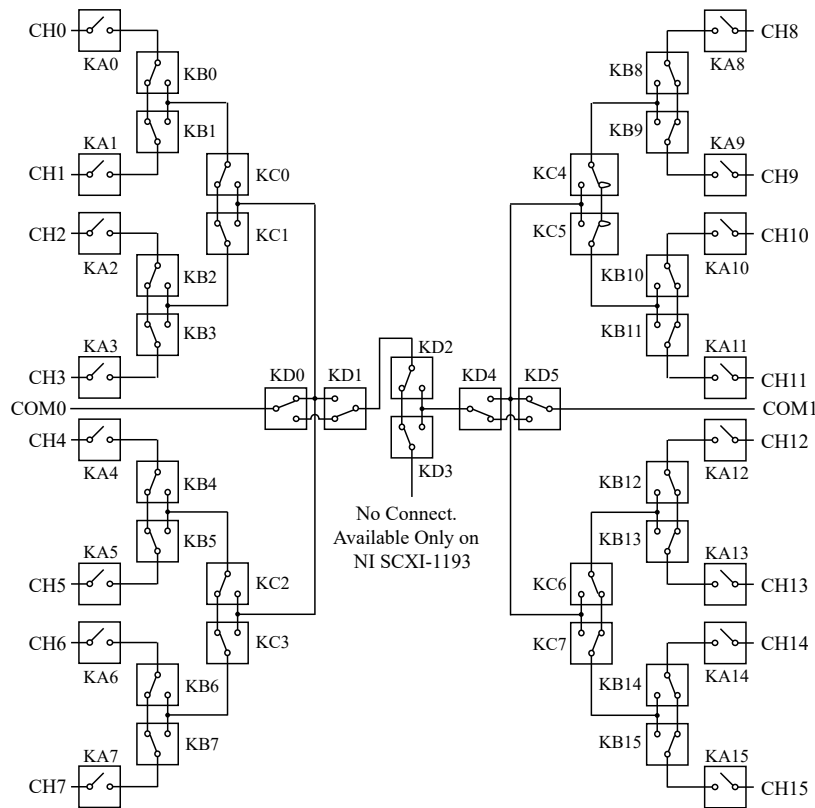 CH0
KA0
KB0
KB1
KA1
CH1
KC0
KC1
CH2
KA2
KB2
KB3
KA3
CH3
KD0
KD1
KD2
KD3
COM0
CH4
KA4
KB4
KB5
KA5
CH5
KC2
KC3
CH6
KA6
KB6
KB7
KA7
CH7
No Connect.
Available Only on
NI SCXI-1193
CH8
KA8
KB8
KB9
KA9
CH9
KC4
KC5
CH10
KA10
KB10
KB11
KA11
CH11
KD4
KD5
COM1
CH12
KA12
KB12
KB13
KA13
CH13
KC6
KC7
CH14
KA14
KB14
KB15
KA15
CH15